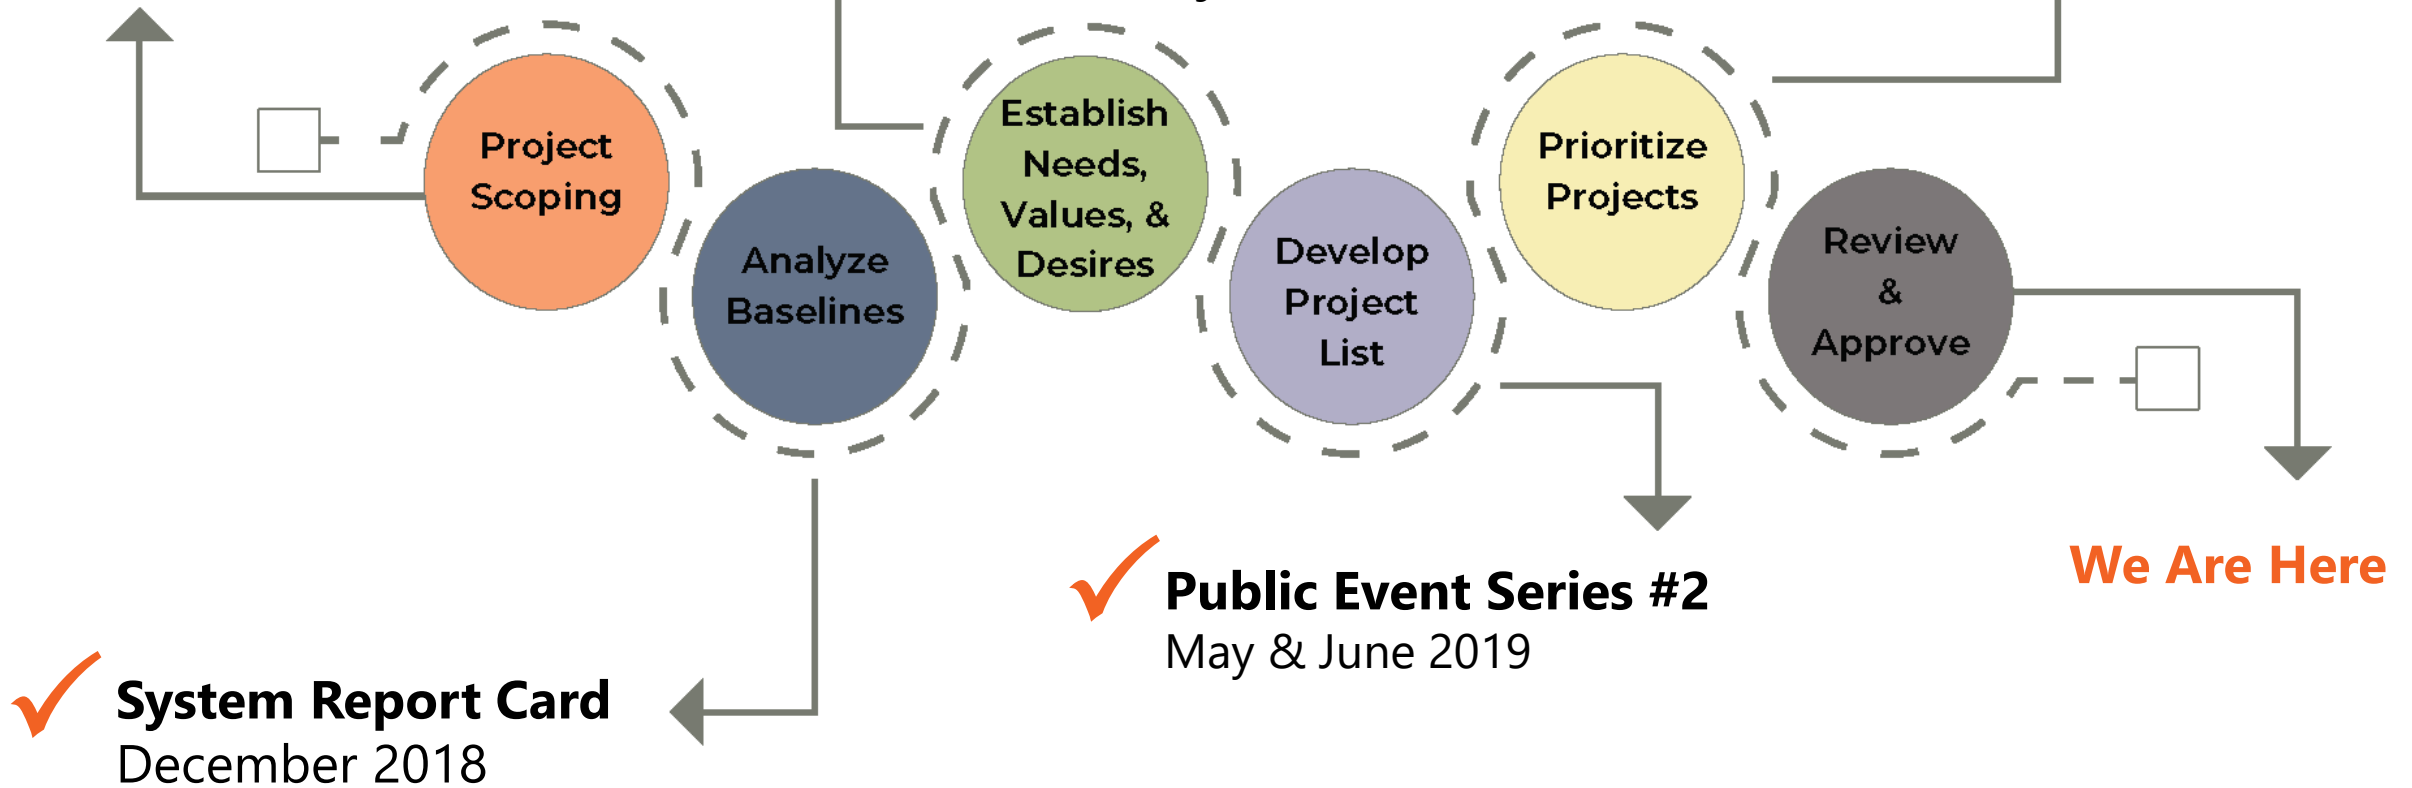 Project
Scoping
Analyze
Baselines
Establish
Needs,
Values, &
Desires
Develop
Project
List
Prioritize
Projects
Review
&
Approve
We Are Here
Public Event Series #2
May & June 2019
System Report Card
December 2018